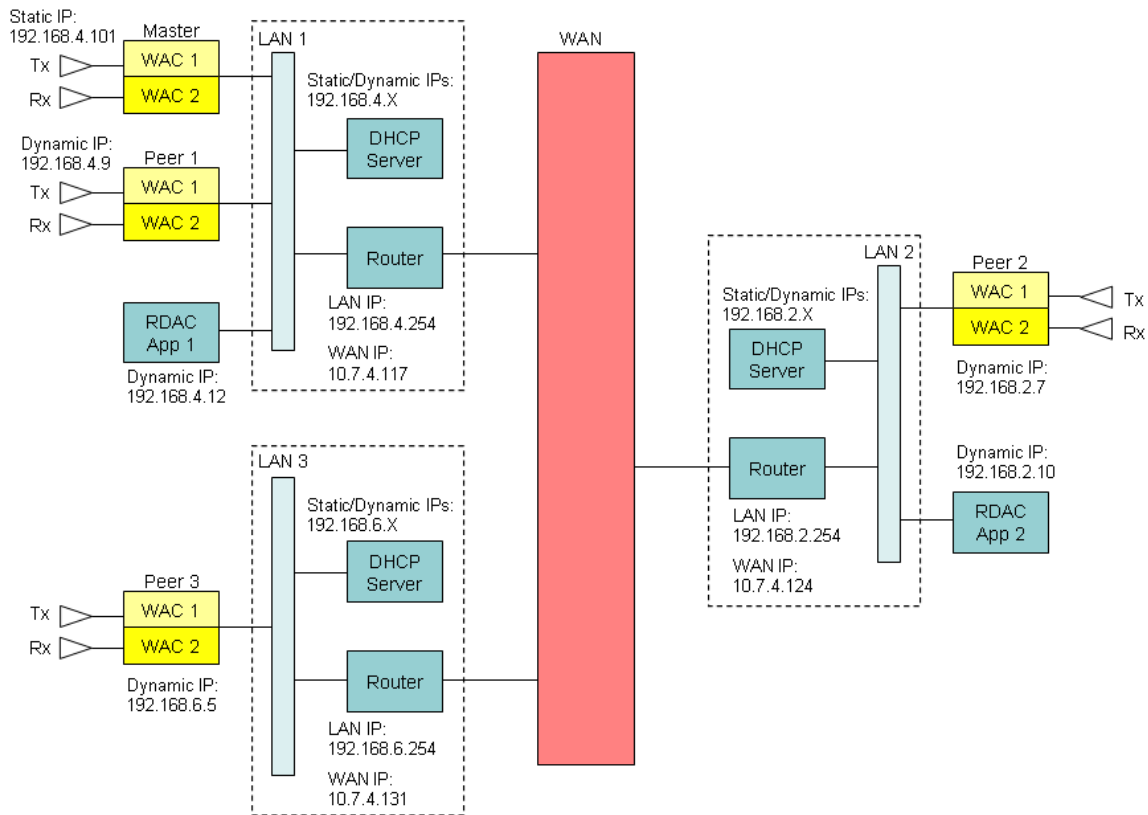 Static IP:
192.168.4.101
Master
Tx
WAC 1
Rx
WAC 2
Dynamic IP:
192.168.4.9
Peer 1
Tx
WAC 1
Rx
WAC 2
RDAC
App 1
Dynamic IP:
192.168.4.12
LAN 1
Static/Dynamic IPs:
192.168.4.X
DHCP
Server
Router
LAN IP:
192.168.4.254
WAN IP:
10.7.4.117
WAN
LAN 2
Static/Dynamic IPs:
192.168.2.X
DHCP
Server
Router
LAN IP:
192.168.2.254
WAN IP:
10.7.4.124
Peer 2
WAC 1
Tx
WAC 2
Rx
Dynamic IP:
192.168.2.7
Dynamic IP:
192.168.2.10
RDAC
App 2
LAN 3
Static/Dynamic IPs:
192.168.6.X
DHCP
Server
Router
LAN IP:
192.168.6.254
WAN IP:
10.7.4.131
Peer 3
Tx
WAC 1
Rx
WAC 2
Dynamic IP:
192.168.6.5